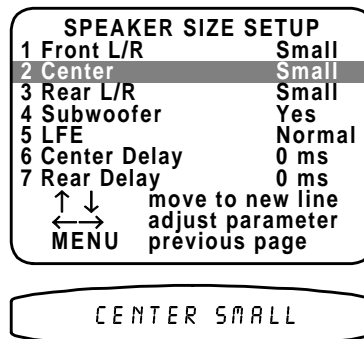 SPEAKER SIZE SETUP
1 Front L/R Small
2 Center Small
3 Rear L/R Small
4 Subwoofer Yes
5 LFE Normal
6 Center Delay 0 ms
7 Rear Delay 0 ms
↑ ↓ move to new line
←→ adjust parameter
MENU previous page
CENTER SMALL